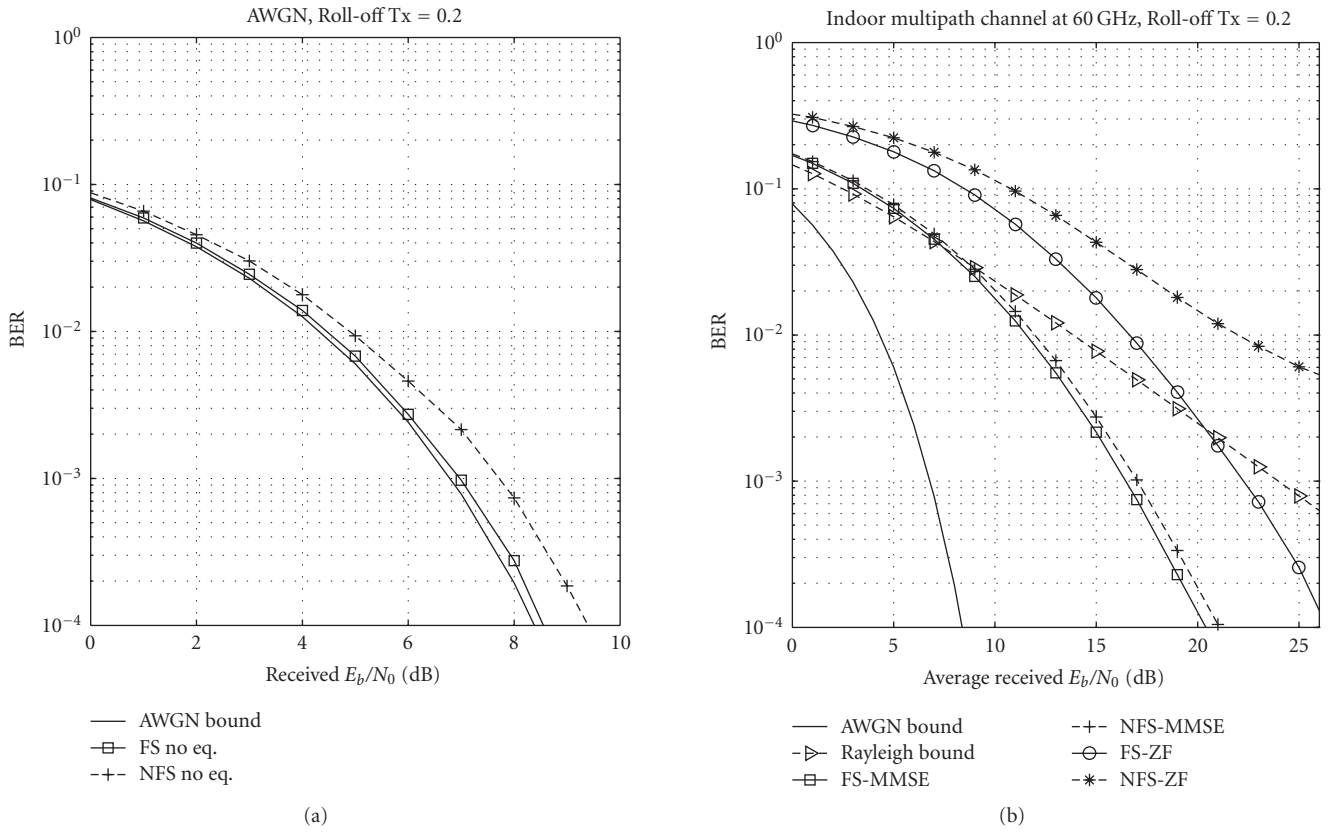 AWGN, Roll-off Tx = 0.2
10^0
10^-1
10^-2
10^-3
10^-4
BER
0 2 4 6 8 10
Received E_b/N_0 (dB)
AWGN bound
FS no eq.
NFS no eq.
(a)
Indoor multipath channel at 60 GHz, Roll-off Tx = 0.2
10^0
10^-1
10^-2
10^-3
10^-4
BER
0 5 10 15 20 25
Average received E_b/N_0 (dB)
AWGN bound
Rayleigh bound
FS-MMSE
NFS-MMSE
FS-ZF
NFS-ZF
(b)